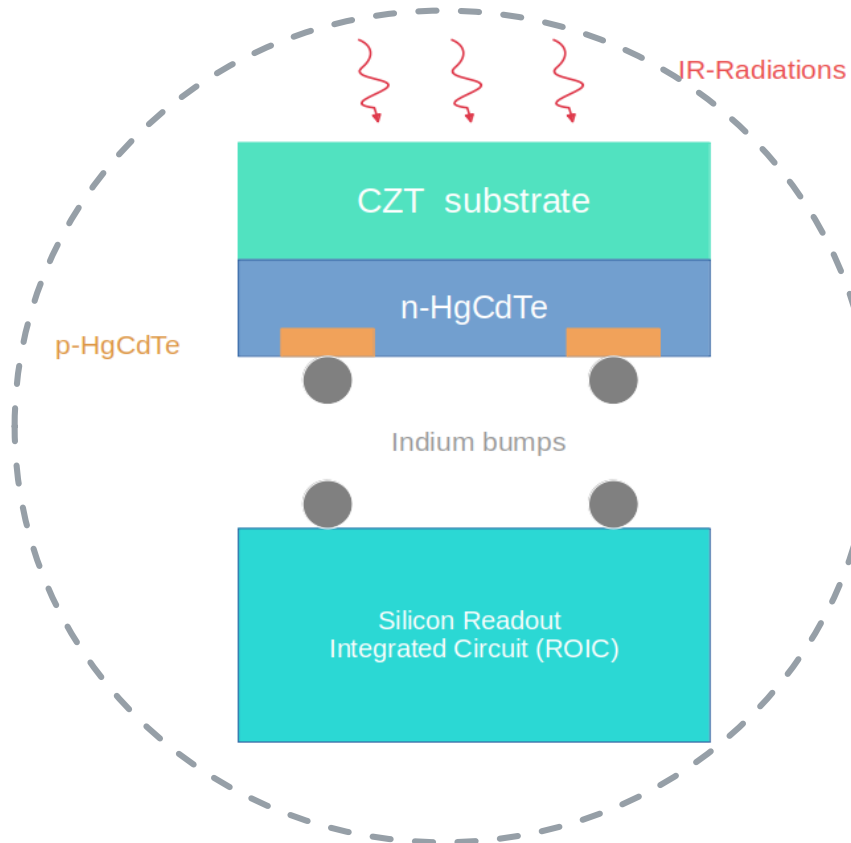 IR-Radiations
CZT  substrate
n-HgCdTe
p-HgCdTe
Indium bumps
Silicon Readout
Integrated Circuit (ROIC)